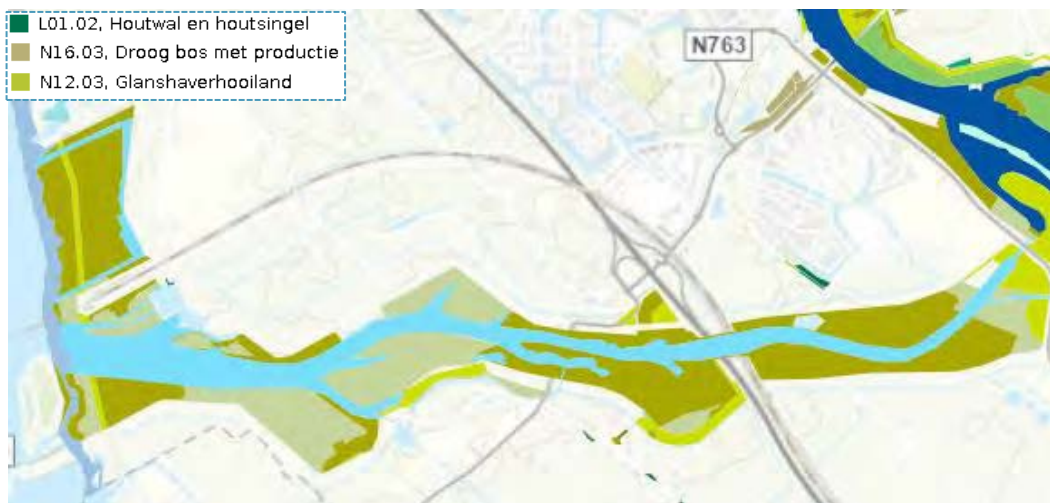 L01.02, Houtwal en houtsingel
N16.03, Droog bos met productie
N12.03, Glanshaverhooiland
N763